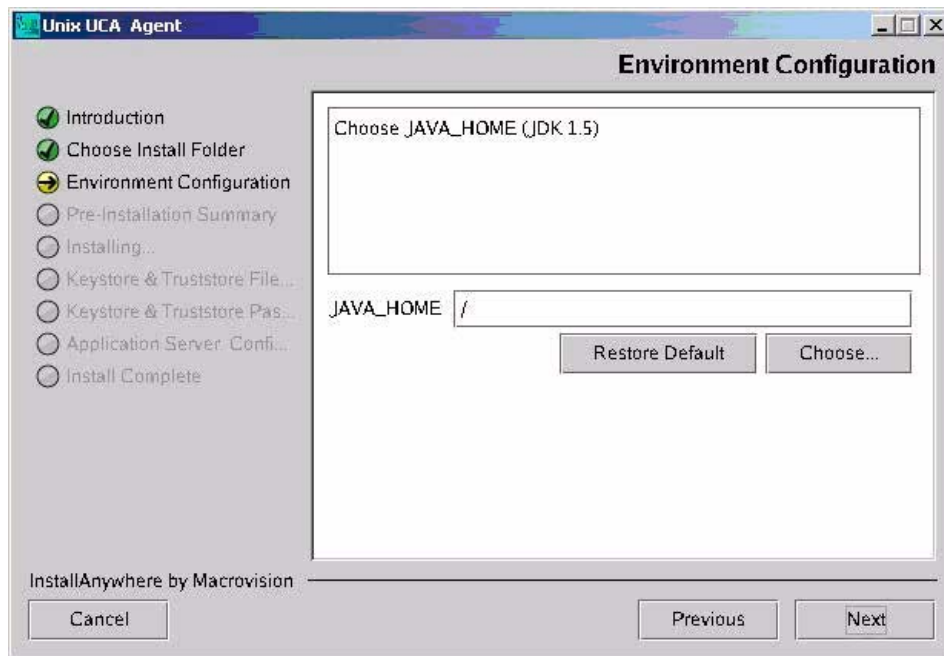 Unix UCA Agent
Environment Configuration
Introduction
Choose Install Folder
Environment Configuration
Pre-Installation Summary
Installing...
Keystore & Truststore File...
Keystore & Truststore Pas...
Application Server Confi...
Install Complete
Choose JAVA_HOME (JDK 1.5)
JAVA_HOME /
Restore Default Choose...
InstallAnywhere by Macrovision
Cancel Previous Next